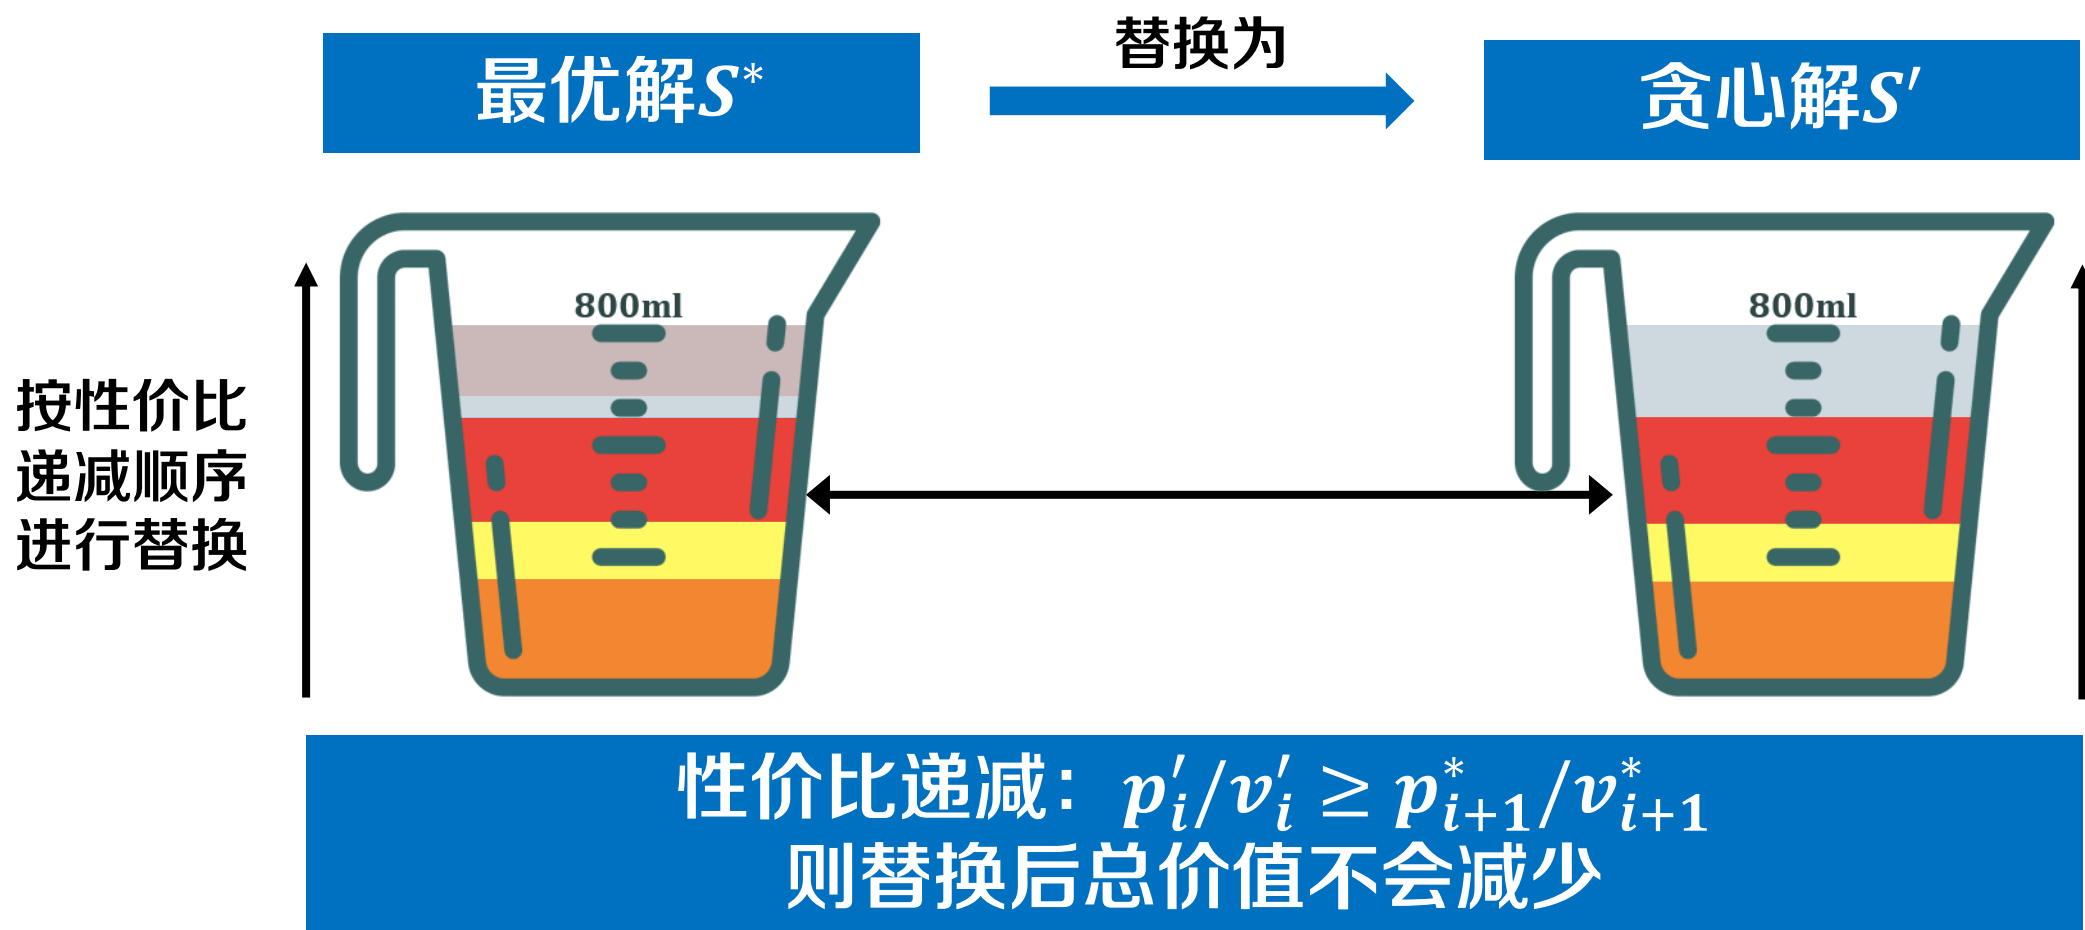 最优解S*
替换为
贪心解S′
800ml
800ml
按性价比
递减顺序
进行替换
性价比递减：p′ᵢ/v′ᵢ ≥ p*ᵢ₊₁/v*ᵢ₊₁
则替换后总价值不会减少